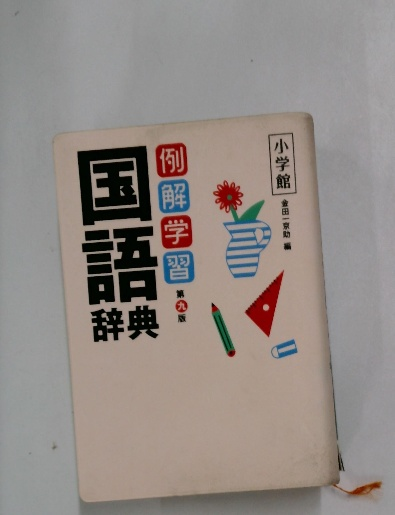 小学館
金田一京助 編
例解学習
国語
辞典
第九版